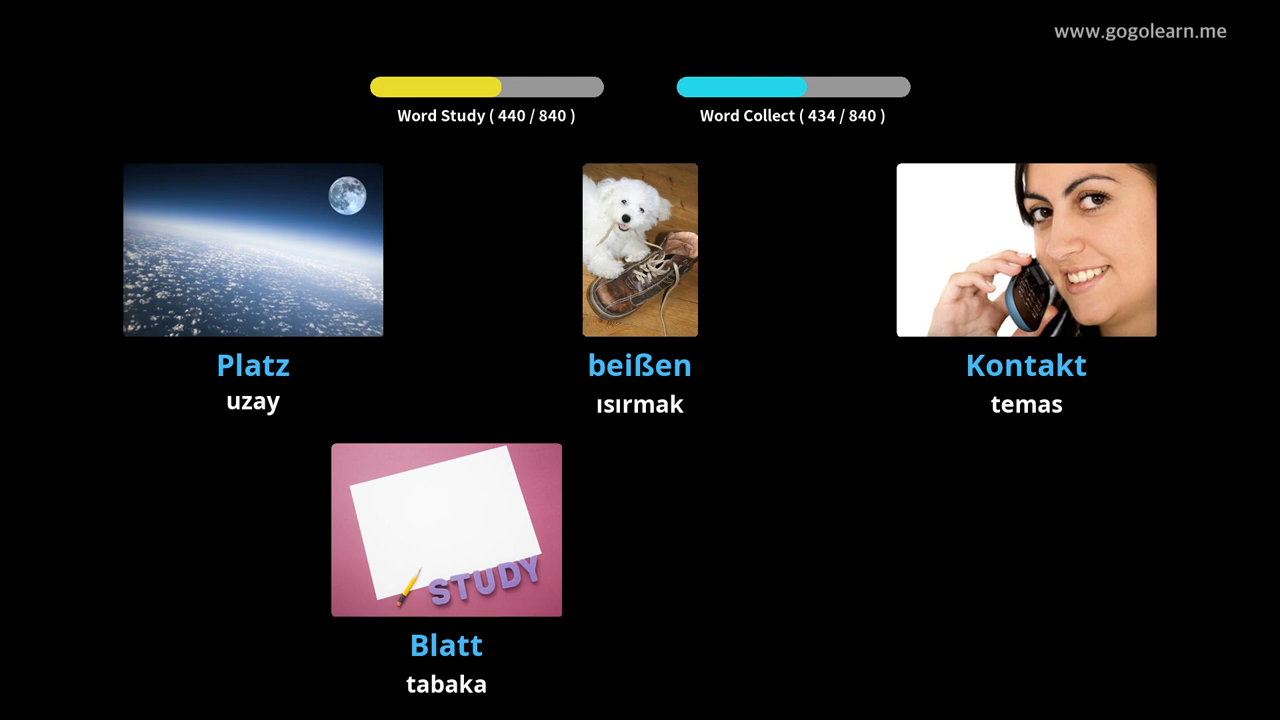 www.gogolearn.me
Word Study ( 440 / 840 )
Word Collect ( 434 / 840 )
Platz
uzay
beißen
ısırmak
Kontakt
temas
STUDY
Blatt
tabaka